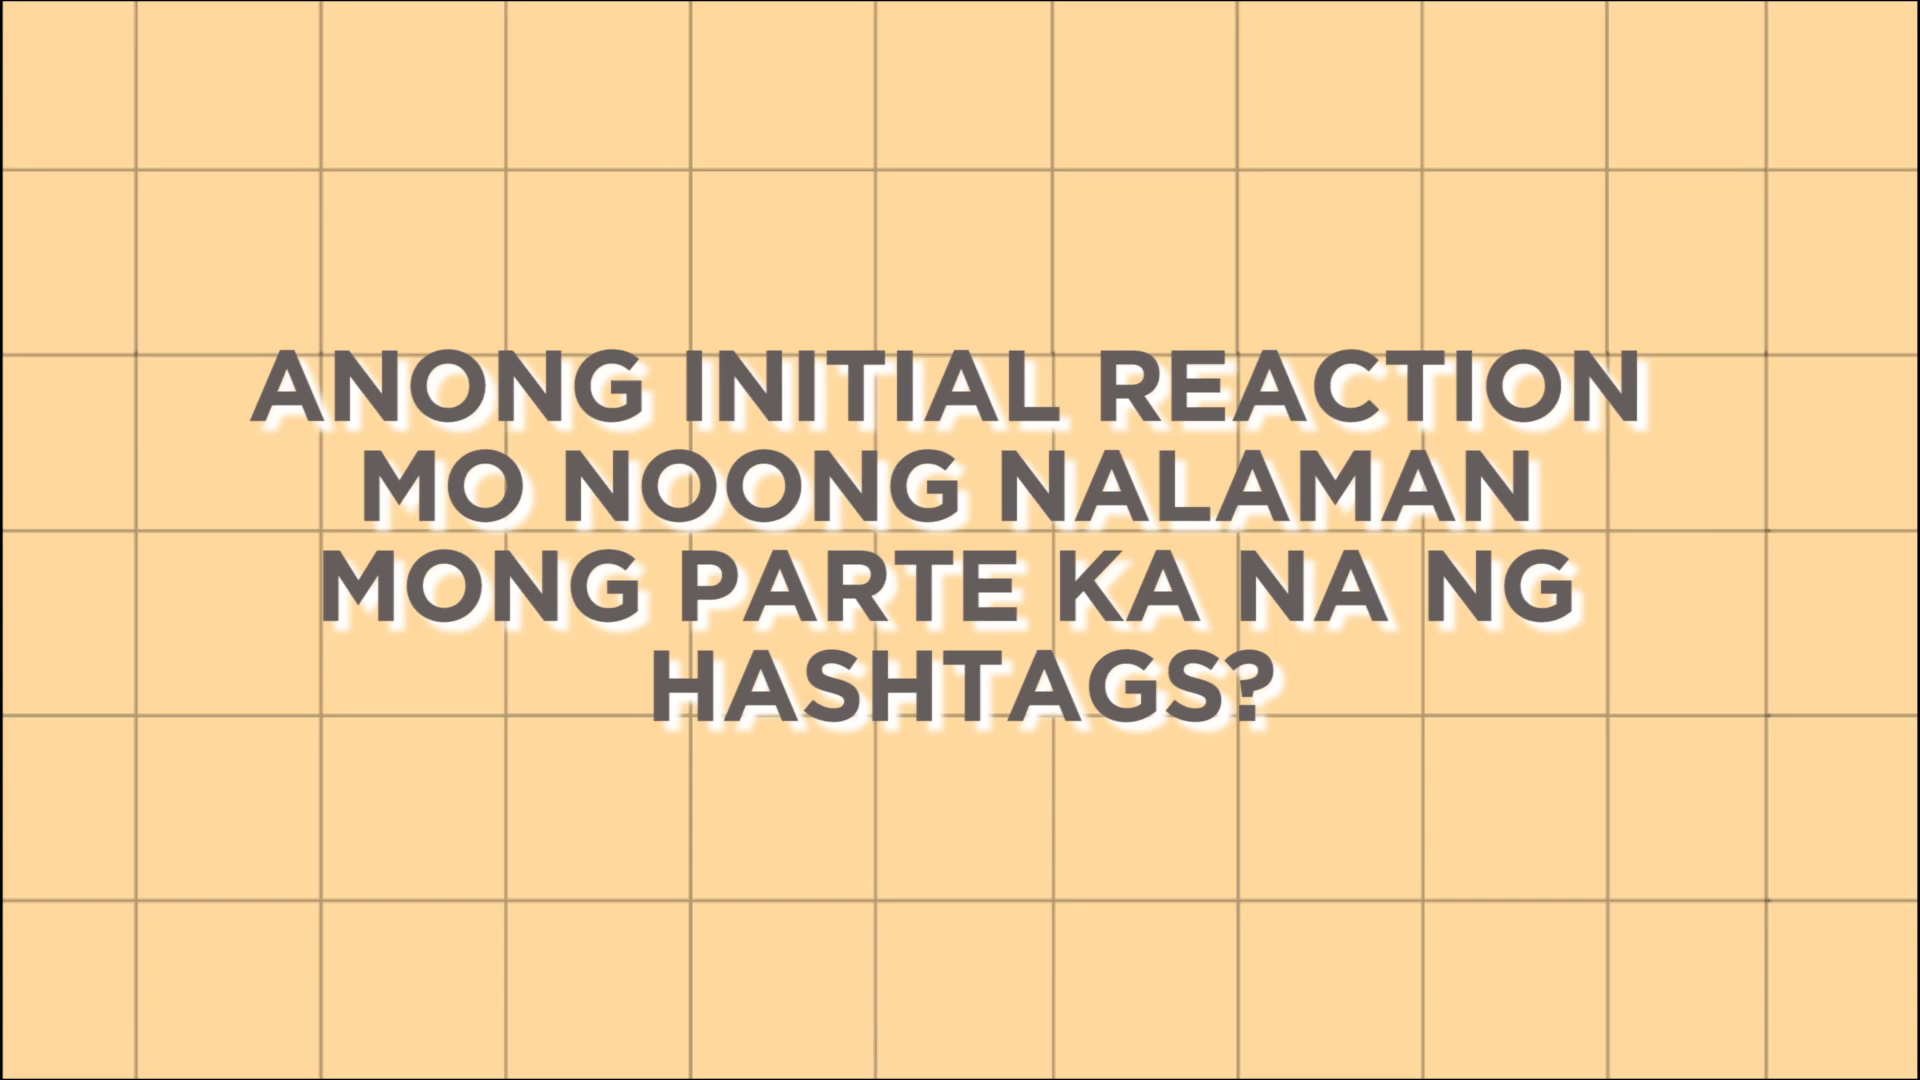 ANONG INITIAL REACTION
MO NOONG NALAMAN
MONG PARTE KA NA NG
HASHTAGS?